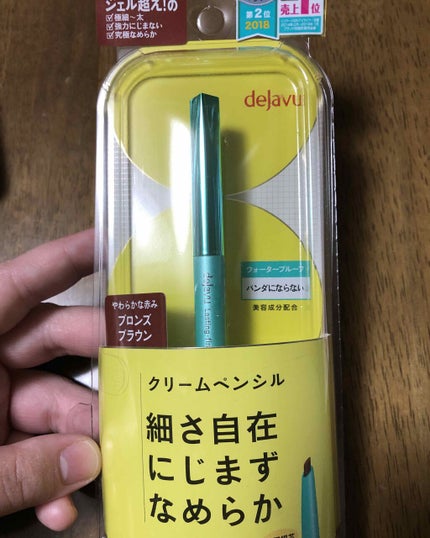 ジェル超え!の
極細〜太
強力にじまない
究極なめらか
第2位
2018
売上1位
dejavu
dejavu
ウォータープルーフ
パンダにならない
美容成分配合
やわらかな赤み
ブロンズ
ブラウン
クリームペンシル
細さ自在
にじまず
なめらか